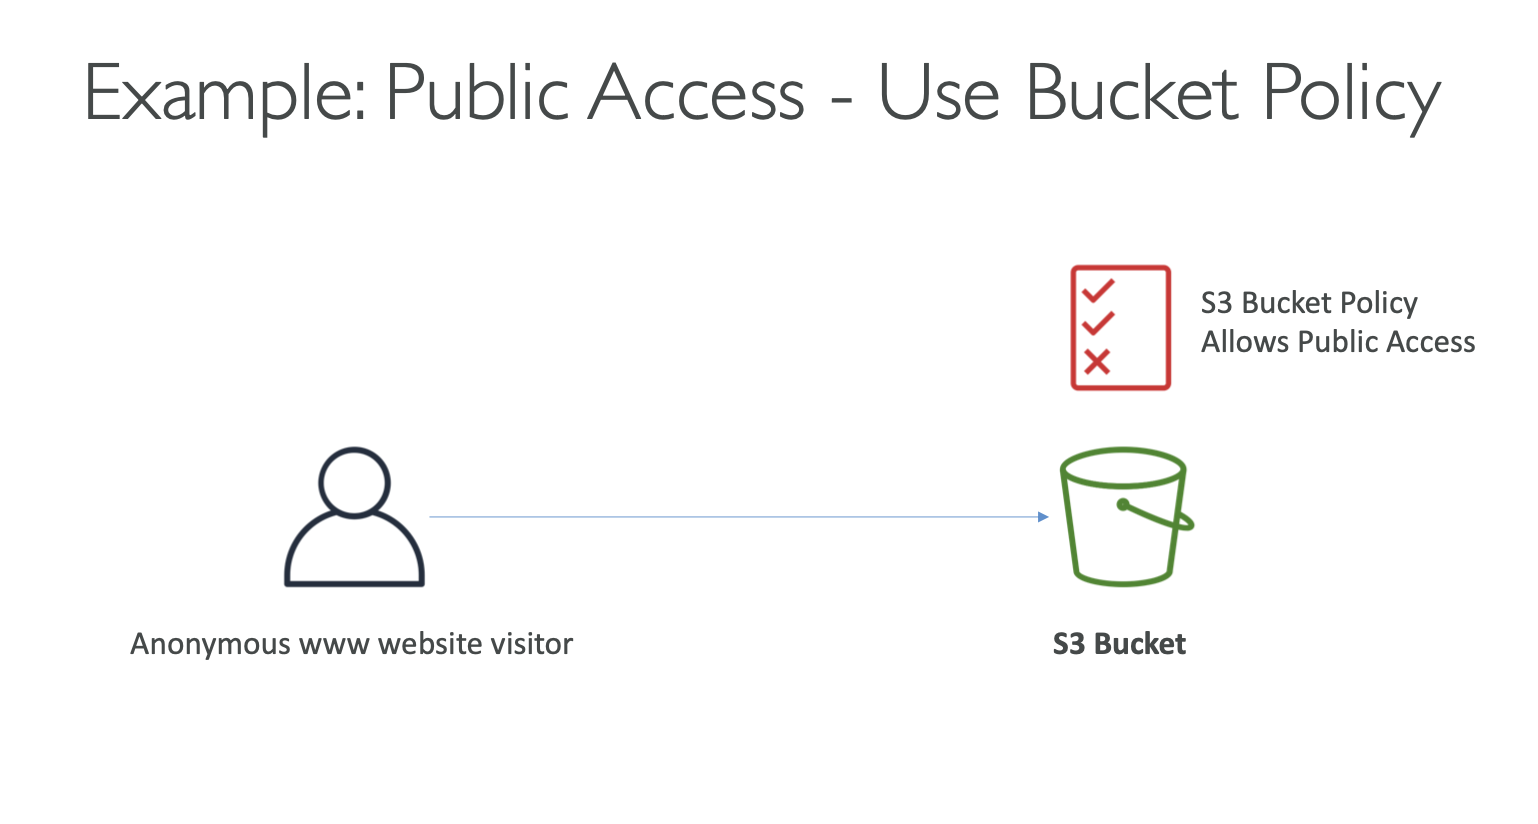 Example: Public Access - Use Bucket Policy
S3 Bucket Policy
Allows Public Access
Anonymous www website visitor
S3 Bucket